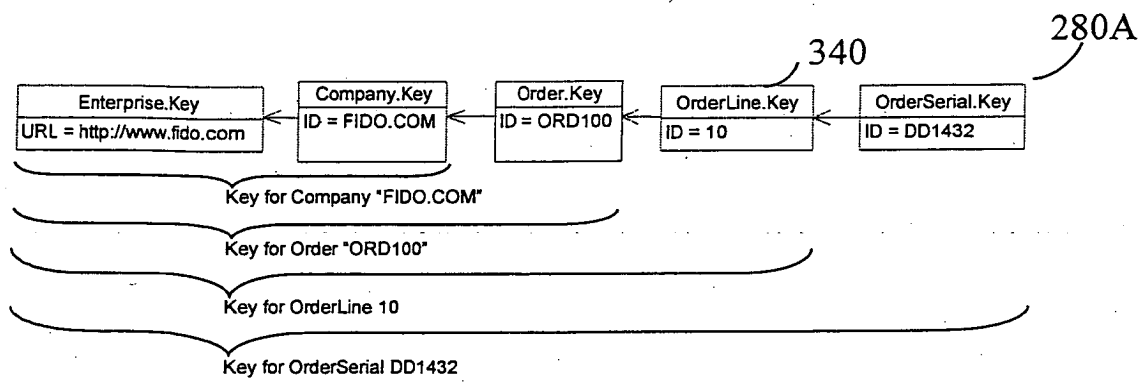 280A
340
Enterprise.Key
URL = http://www.fido.com
Company.Key
ID = FIDO.COM
Order.Key
ID = ORD100
OrderLine.Key
ID = 10
OrderSerial.Key
ID = DD1432
Key for Company "FIDO.COM"
Key for Order "ORD100"
Key for OrderLine 10
Key for OrderSerial DD1432